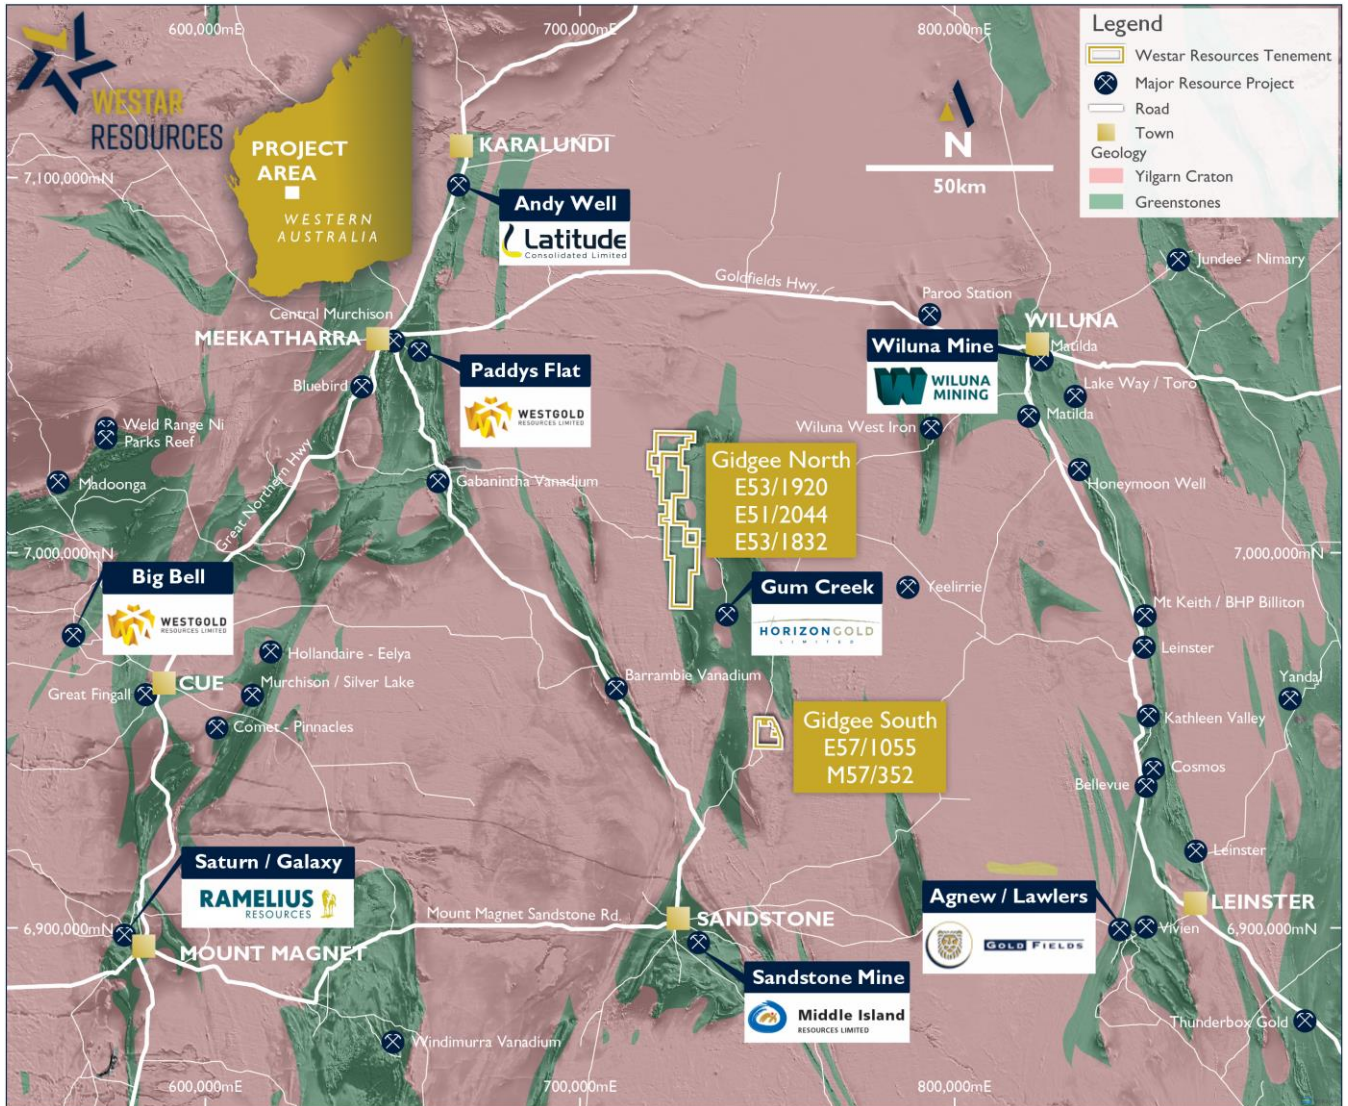 600,000mE
700,000mE
800,000mE
WESTAR
RESOURCES
PROJECT
AREA
WESTERN
AUSTRALIA
Legend
Westar Resources Tenement
Major Resource Project
Road
Town
Geology
Yilgarn Craton
Greenstones
N
50km
7,100,000mN
KARALUNDI
Andy Well
Latitude
Consolidated Limited
Goldfields Hwy.
Jundee - Nimary
Paroo Station
Central Murchison
MEEKATHARRA
WILUNA
Matilda
Wiluna Mine
WILUNA
MINING
Paddys Flat
WESTGOLD
RESOURCES LIMITED
Bluebird
Lake Way / Toro
Matilda
Weld Range Ni
Parks Reef
Wiluna West Iron
Great Northern Hwy.
Madoonga
Gabanintha Vanadium
Gidgee North
E53/1920
E51/2044
E53/1832
Honeymoon Well
7,000,000mN
7,000,000mN
Big Bell
WESTGOLD
RESOURCES LIMITED
Gum Creek
HORIZONGOLD
LIMITED
Yeelirrie
Mt Keith / BHP Billiton
Leinster
Hollandaire - Eelya
CUE
Great Fingall
Murchison / Silver Lake
Barrambie Vanadium
Yandal
Comet - Pinnacles
Gidgee South
E57/1055
M57/352
Kathleen Valley
Cosmos
Bellevue
Saturn / Galaxy
RAMELIUS
RESOURCES
Leinster
Agnew / Lawlers
GOLD FIELDS
LEINSTER
Mount Magnet Sandstone Rd.
SANDSTONE
6,900,000mN
Vivien
6,900,000mN
MOUNT MAGNET
Sandstone Mine
Middle Island
RESOURCES LIMITED
Windimurra Vanadium
Thunderbox Gold
600,000mE
700,000mE
800,000mE